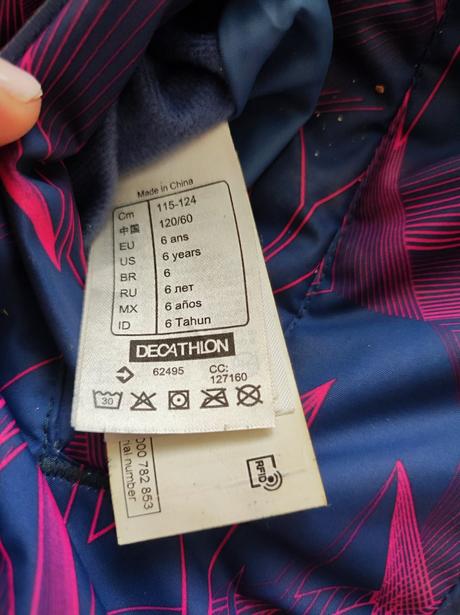 Made in China
Cm 115-124
中国 120/60
EU 6 ans
US 6 years
BR 6
RU 6 лет
MX 6 años
ID 6 Tahun
DECATHLON
62495 CC: 127160
30
000 782 853
ial number
RFID